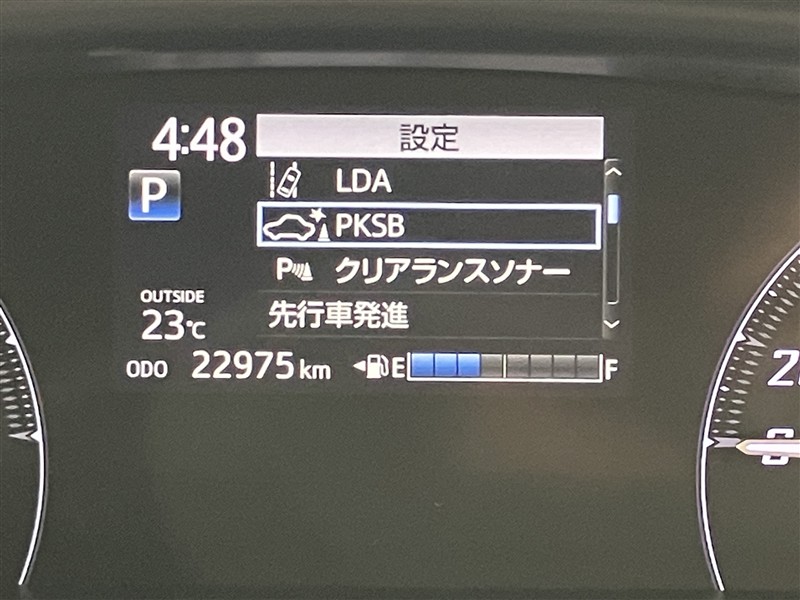 4:48
設定
LDA
P
PKSB
P クリアランスソナー
先行車発進
OUTSIDE
23℃
ODO 22975 km
E F